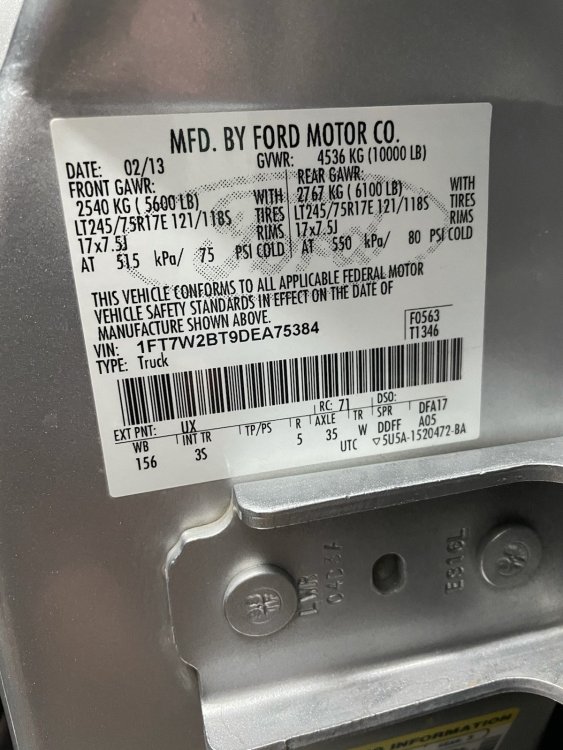 MFD. BY FORD MOTOR CO.
DATE: 02/13 GVWR: 4536 KG (10000 LB)
FRONT GAWR: REAR GAWR:
2540 KG ( 5600 LB) WITH 2767 KG ( 6100 LB) WITH
LT245/75R17E 121/118S TIRES LT245/75R17E 121/118S TIRES
17x7.5J RIMS 17x7.5J RIMS
AT 515 kPa/ 75 PSI COLD AT 550 kPa/ 80 PSI COLD
THIS VEHICLE CONFORMS TO ALL APPLICABLE FEDERAL MOTOR
VEHICLE SAFETY STANDARDS IN EFFECT ON THE DATE OF
MANUFACTURE SHOWN ABOVE.
VIN: 1FT7W2BT9DEA75384 F0563
TYPE: Truck T1346
EXT PNT: UX RC: 71 DSO:
WB INT TR TP/PS R AXLE TR SPR DFA17
156 3S 5 35 W DDFF A05
UTC ▽5U5A-1520472-BA
LWR
E316L
INFORMATION